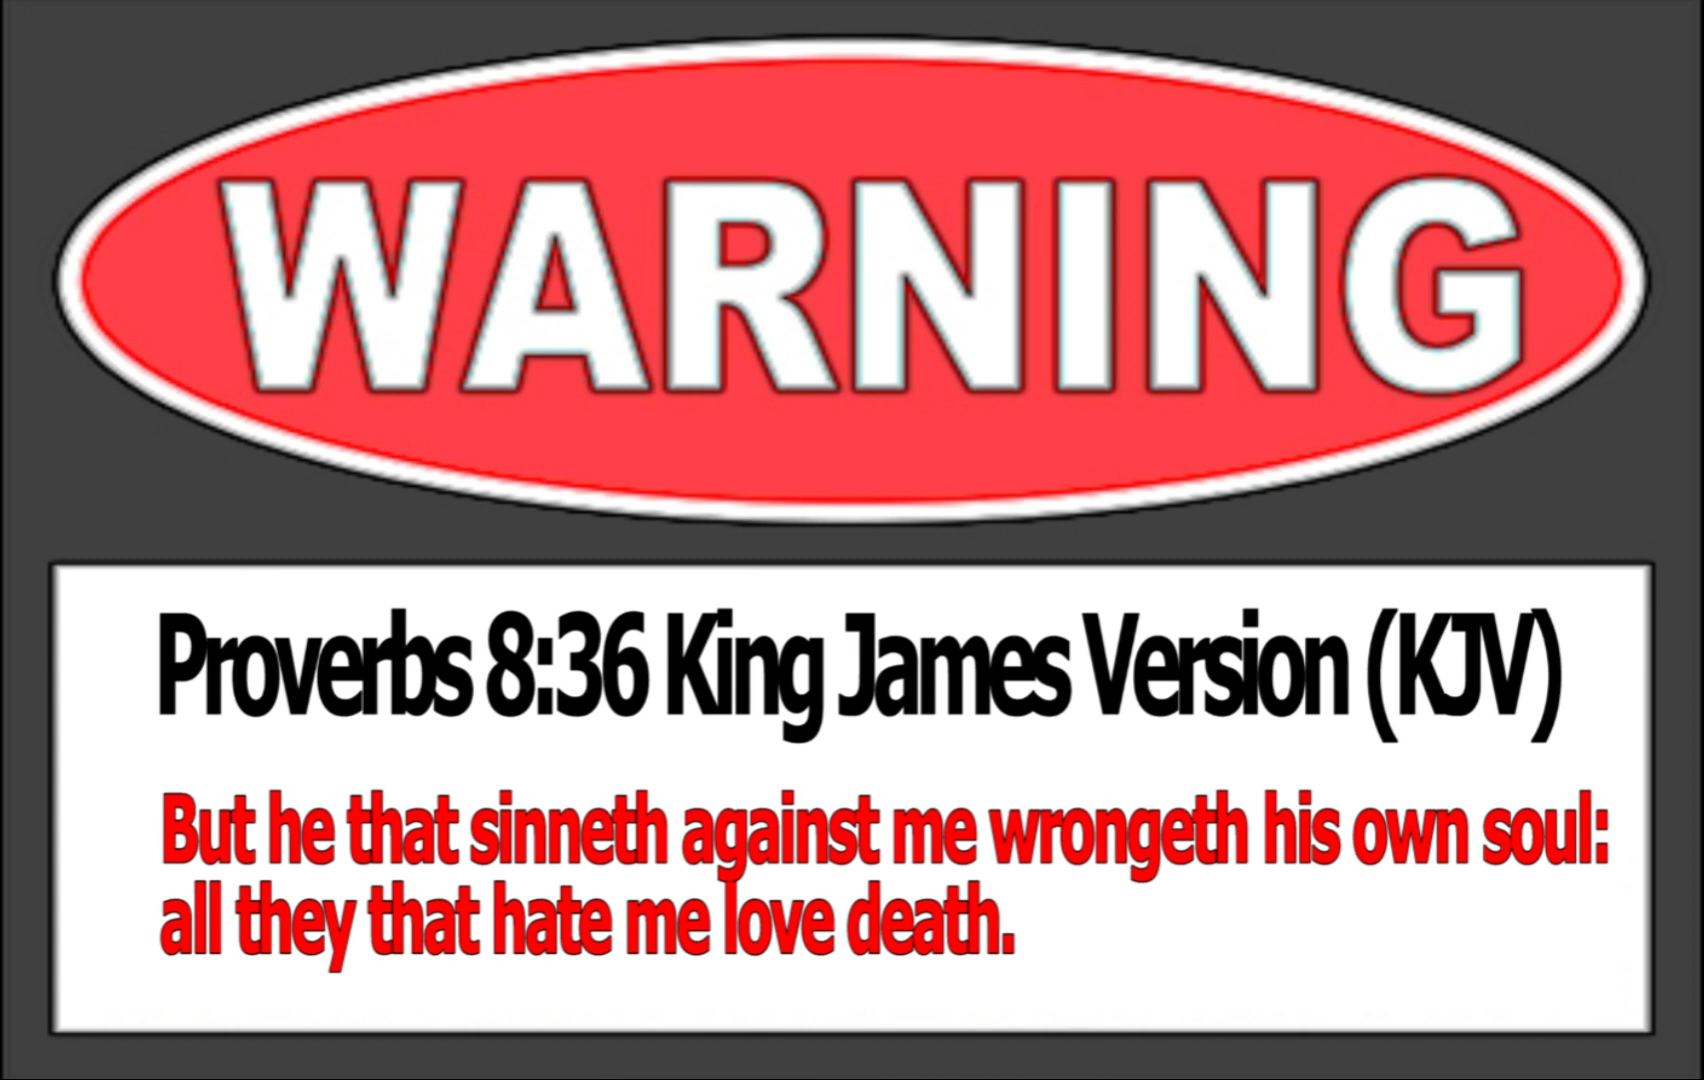 WARNING
Proverbs 8:36 King James Version (KJV)
But he that sinneth against me wrongeth his own soul:
all they that hate me love death.